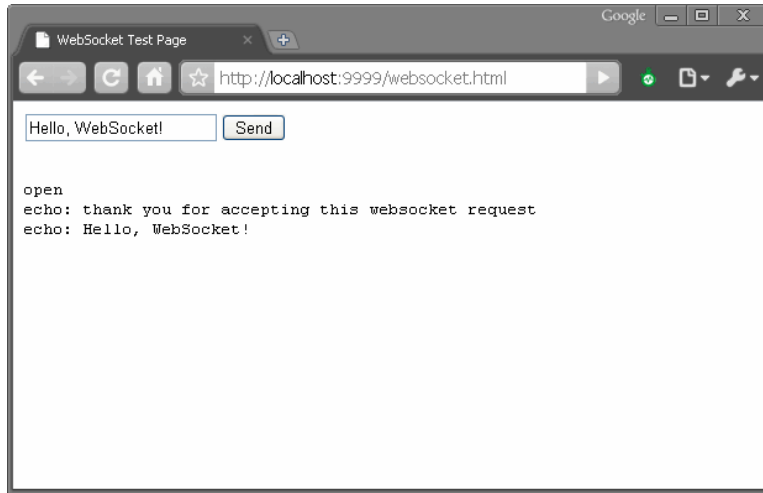 Google
WebSocket Test Page
http://localhost:9999/websocket.html
Hello, WebSocket! Send
open
echo: thank you for accepting this websocket request
echo: Hello, WebSocket!